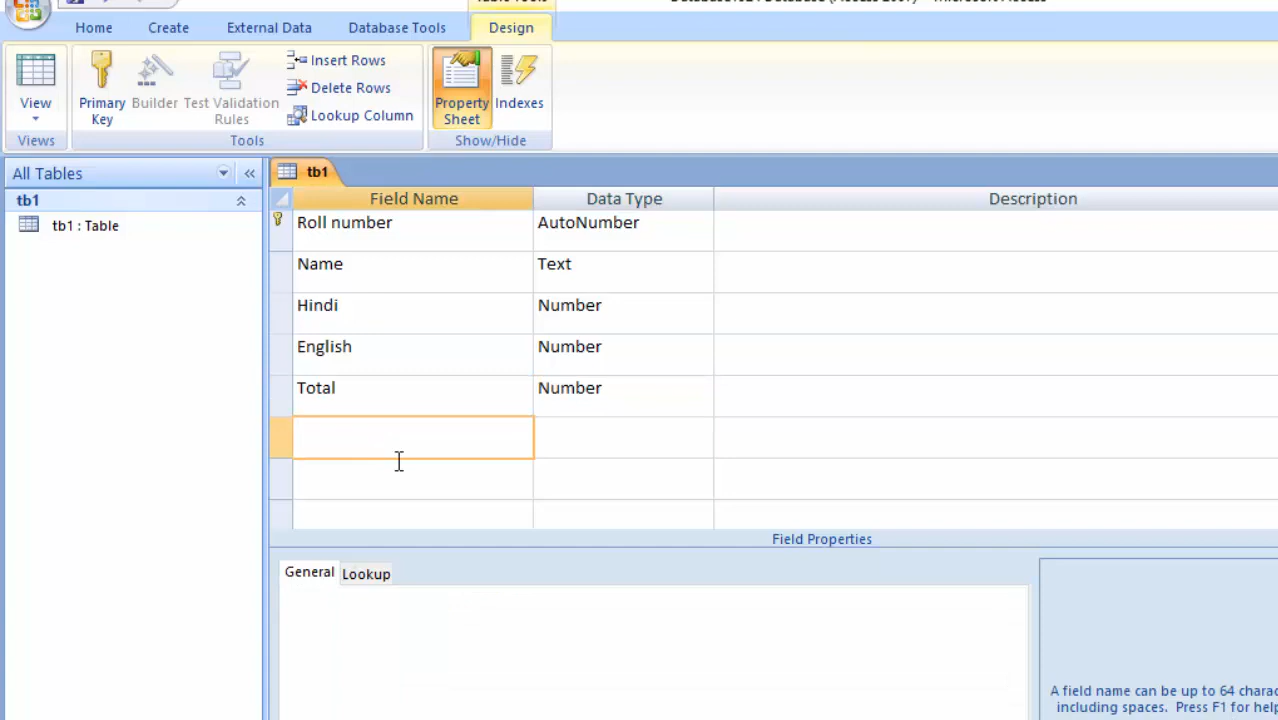 Home Create External Data Database Tools Design
View Primary Key Builder Test Validation Rules Insert Rows Property Sheet Indexes
Delete Rows
Lookup Column
Views Tools Show/Hide
All Tables tb1
tb1 Field Name Data Type Description
tb1 : Table
Roll number AutoNumber
Name Text
Hindi Number
English Number
Total Number
Field Properties
General Lookup
A field name can be up to 64
including spaces. Press F1 for